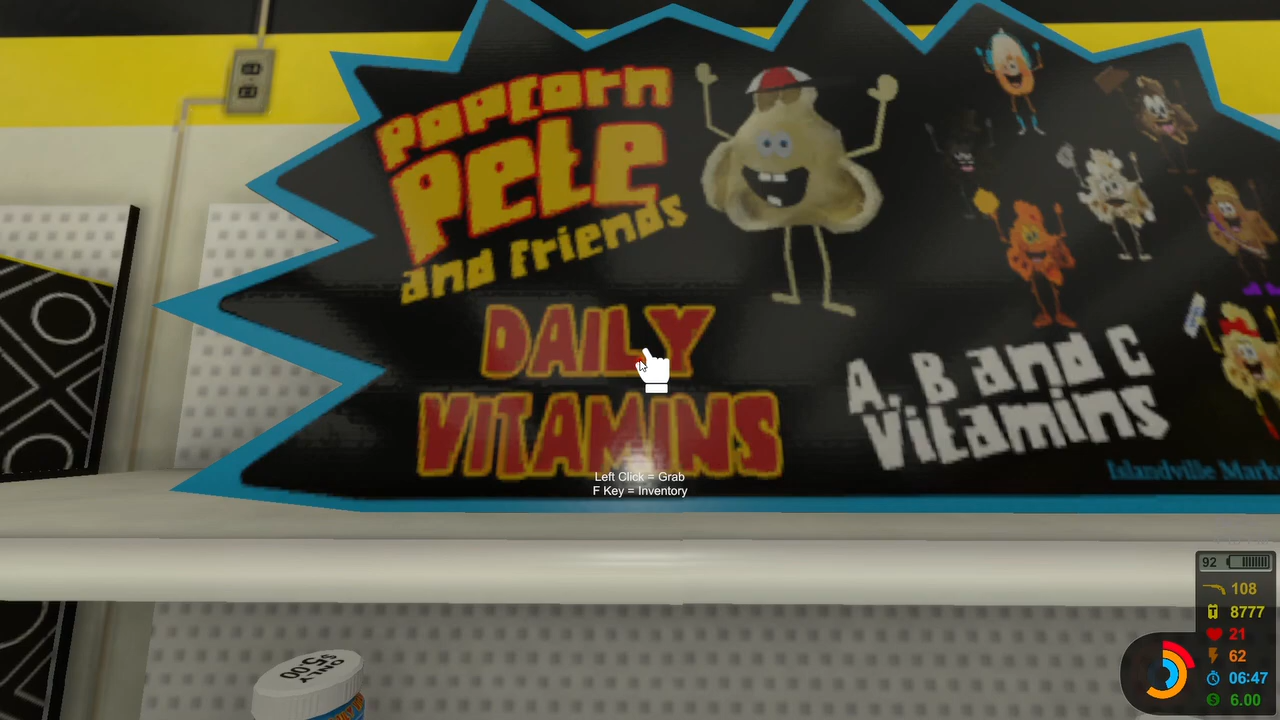 Popcorn
Pete
and friends
DAILY
VITAMINS
A, B and C
Vitamins
Islandville
Left Click = Grab
F Key = Inventory
ONLY
$5.00
92
108
8777
21
62
06:47
6.00